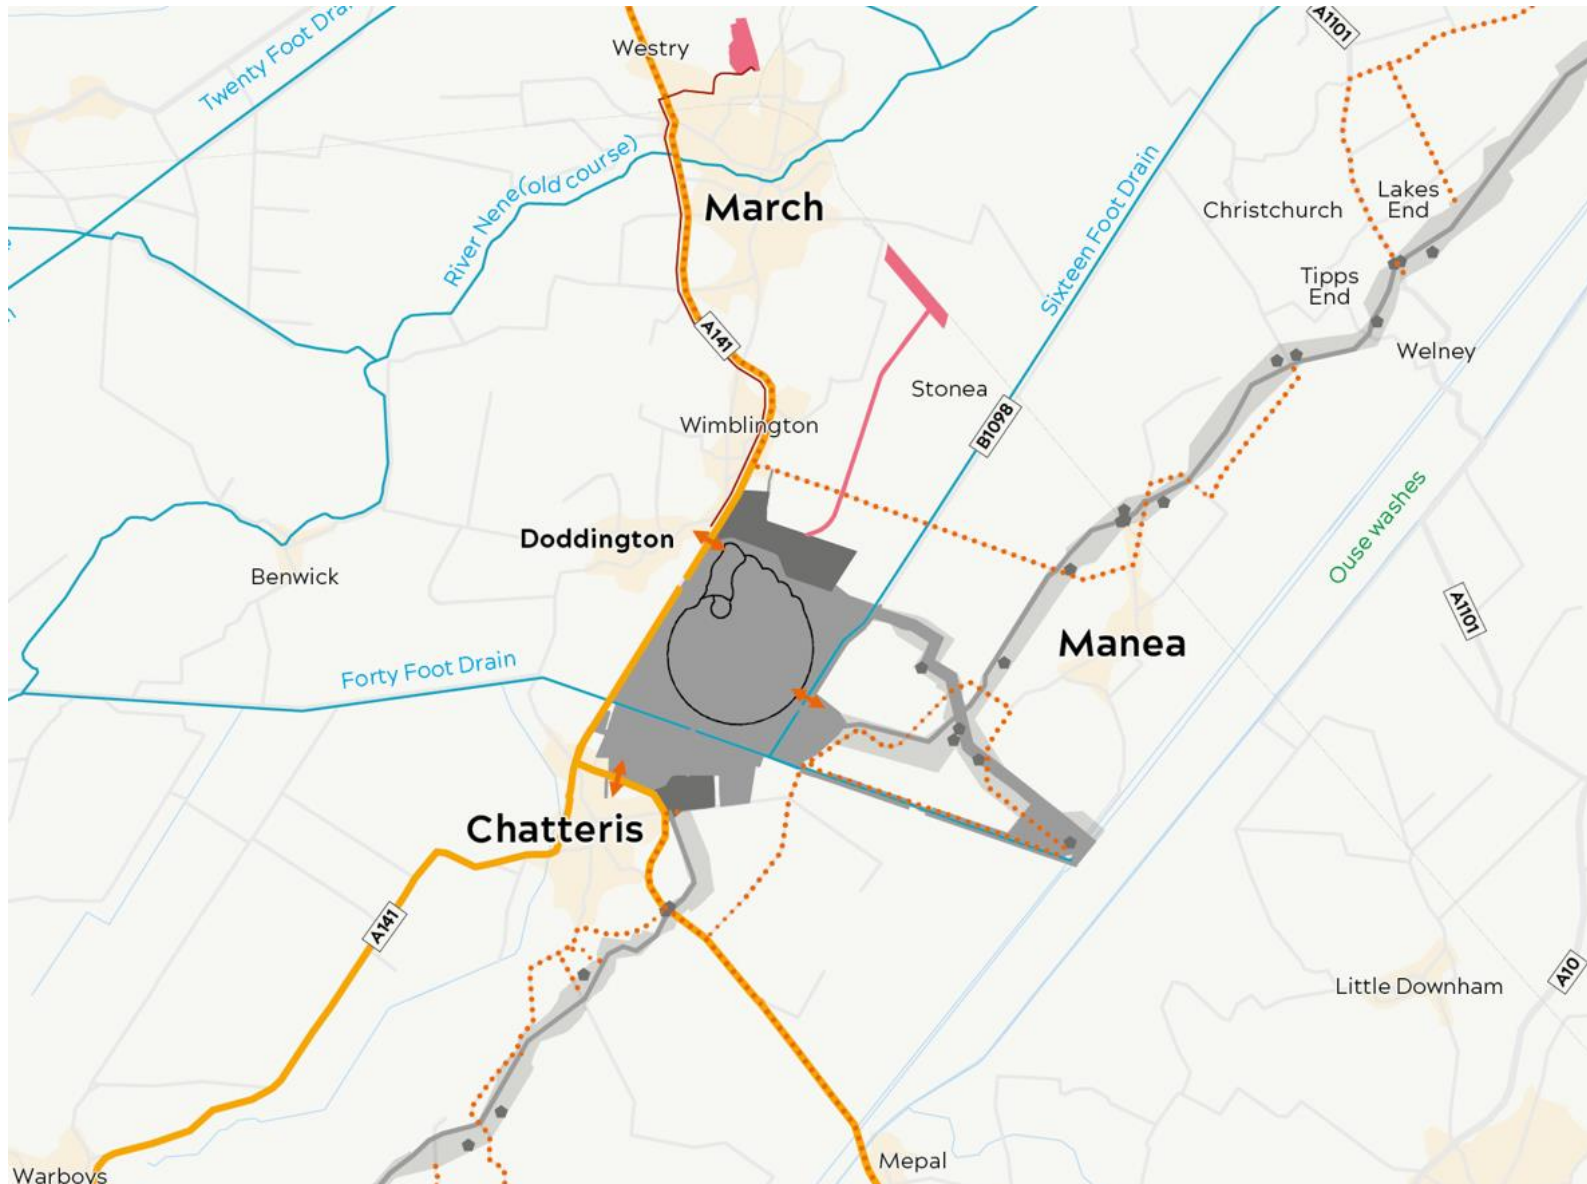 A1101
Westry
Twenty Foot Drai
River Nene(old course)
March
Sixteen Foot Drain
Christchurch
Lakes
End
Tipps
End
A141
Welney
Stonea
B1098
Wimblington
Ouse washes
Doddington
Benwick
A1101
Manea
Forty Foot Drain
Chatteris
A141
Little Downham
A10
Mepal
Warboys